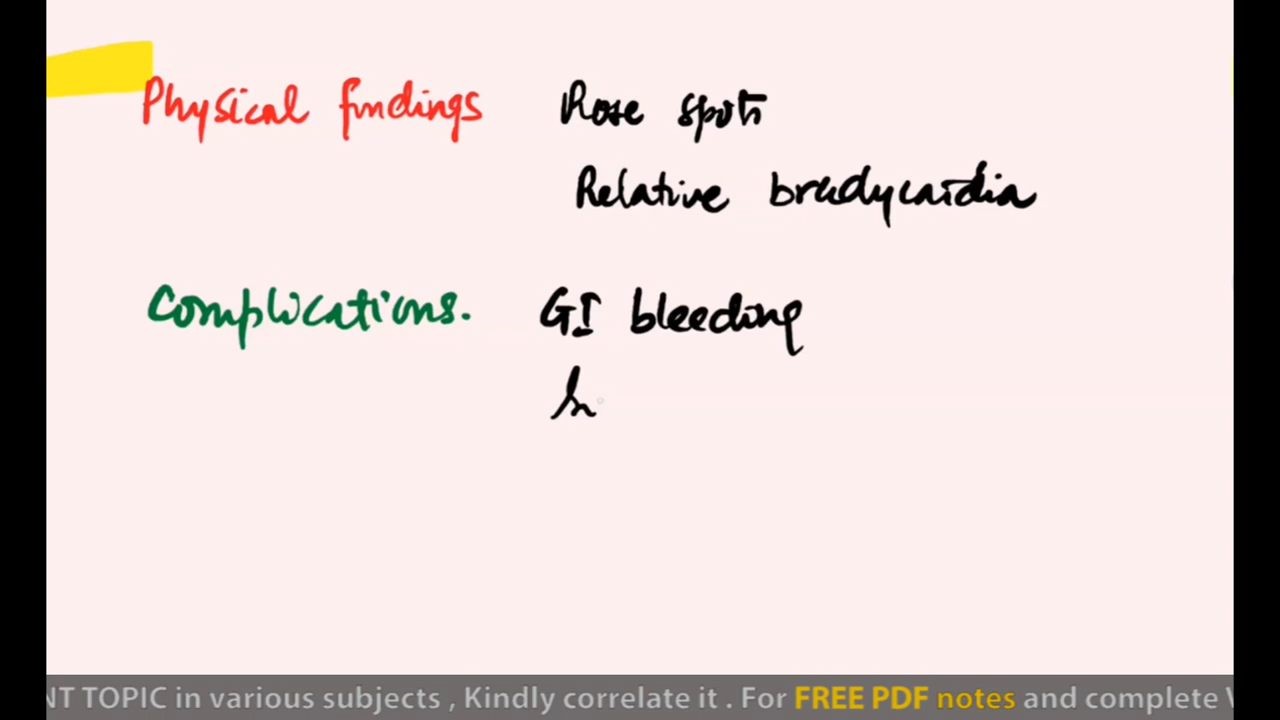 Physical findings Rose spots
Relative bradycardia
Complications. GI bleeding
In
NT TOPIC in various subjects , Kindly correlate it . For FREE PDF notes and complete